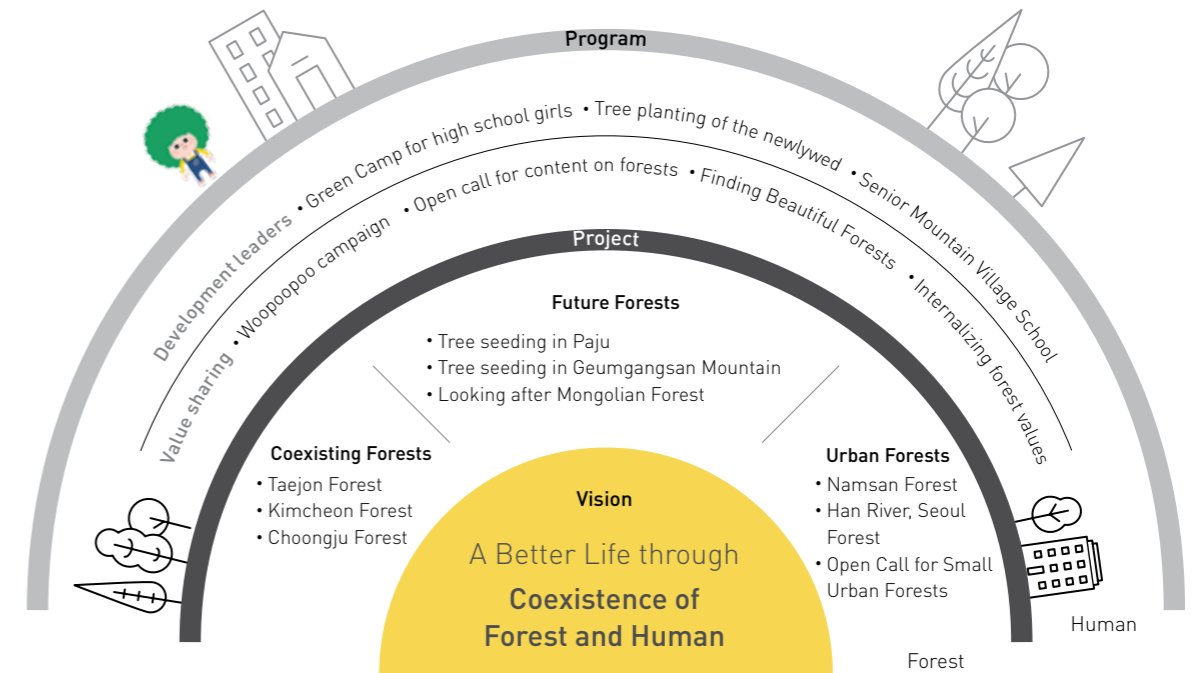 Program
Development leaders • Green Camp for high school girls • Tree planting of the newlywed • Senior Mountain Village School
Value sharing • Woopoopoo campaign • Open call for content on forests • Finding Beautiful Forests • Internalizing forest values
Project
Future Forests
• Tree seeding in Paju
• Tree seeding in Geumgangsan Mountain
• Looking after Mongolian Forest
Coexisting Forests
• Taejon Forest
• Kimcheon Forest
• Choongju Forest
Urban Forests
• Namsan Forest
• Han River, Seoul
Forest
• Open Call for Small
Urban Forests
Vision
A Better Life through
Coexistence of
Forest and Human
Human
Forest